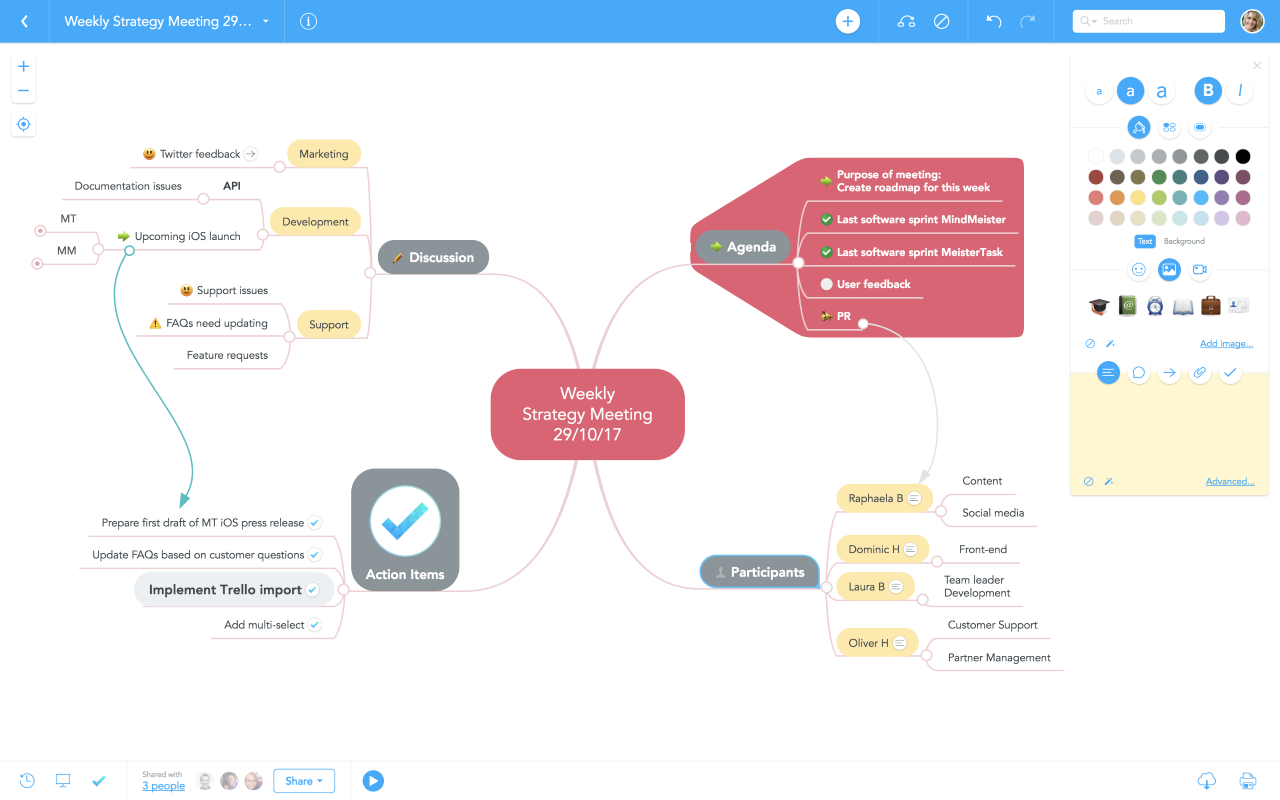 Weekly Strategy Meeting 29...
Search
a a a B I
Twitter feedback
Marketing
Documentation issues
API
Development
MT
Upcoming iOS launch
MM
Discussion
Support issues
FAQs need updating
Support
Feature requests
Purpose of meeting:
Create roadmap for this week
Last software sprint MindMeister
Agenda
Last software sprint MeisterTask
User feedback
PR
Text
Background
Add image...
Advanced...
Weekly
Strategy Meeting
29/10/17
Prepare first draft of MT iOS press release
Update FAQs based on customer questions
Implement Trello import
Add multi-select
Action Items
Participants
Raphaela B
Content
Social media
Dominic H
Front-end
Laura B
Team leader
Development
Oliver H
Customer Support
Partner Management
Shared with
3 people
Share